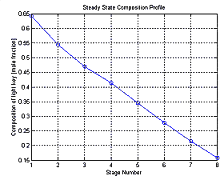 Steady State Composition Profile
Composition of light key [mole fraction]
0.65
0.6
0.55
0.5
0.45
0.4
0.35
0.3
0.25
0.2
0.15
1 2 3 4 5 6 7 8
Stage Number